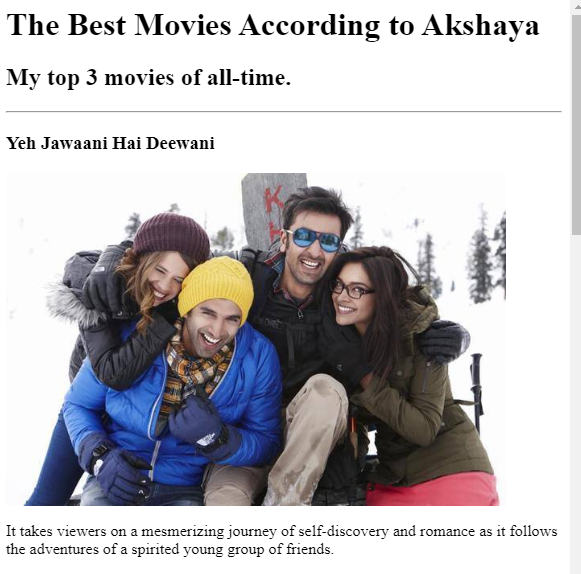 The Best Movies According to Akshaya
My top 3 movies of all-time.
Yeh Jawaani Hai Deewani
It takes viewers on a mesmerizing journey of self-discovery and romance as it follows
the adventures of a spirited young group of friends.